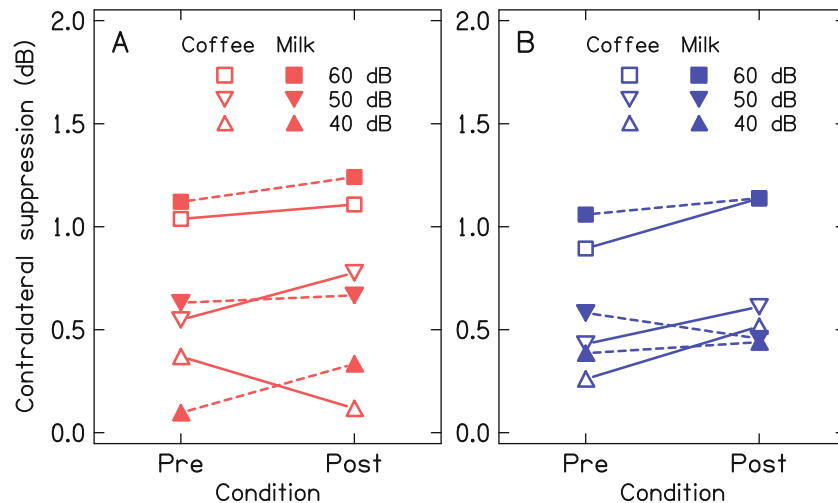 Contralateral suppression (dB)
2.0
1.5
1.0
0.5
0.0
A
Coffee Milk
60 dB
50 dB
40 dB
Pre Post
Condition
2.0
1.5
1.0
0.5
0.0
B
Coffee Milk
60 dB
50 dB
40 dB
Pre Post
Condition